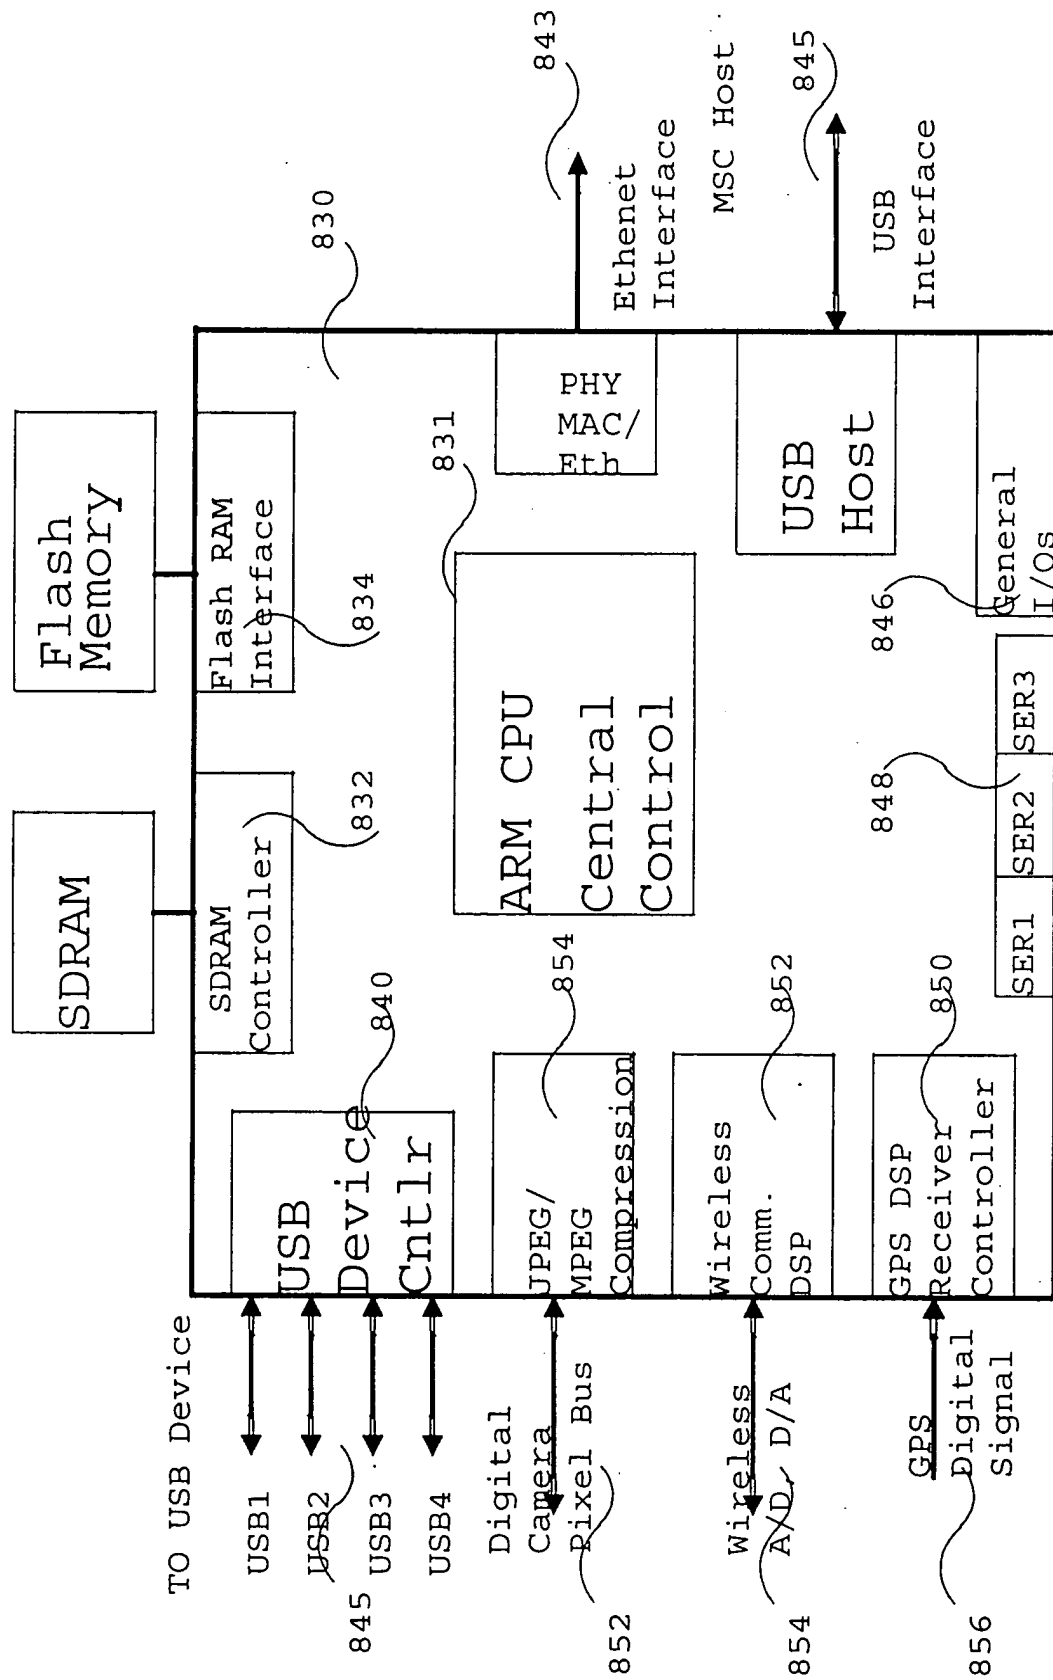 SDRAM
Flash
Memory
830
SDRAM
Controller
832
Flash RAM
Interface
834
TO USB Device
USB1
USB2
USB3
USB4
845
USB
Device
Cntlr
840
ARM CPU
Central
Control
831
PHY
MAC/
Eth
843
Ethenet
Interface
MSC Host
Digital
Camera
Pixel Bus
852
JPEG/
MPEG
Compression
854
USB
Host
845
USB
Interface
Wireless
A/D. D/A
854
Wireless
Comm.
DSP
852
GPS
Digital
Signal
856
GPS DSP
Receiver
Controller
850
SER1
SER2
SER3
848
General
I/Os
846